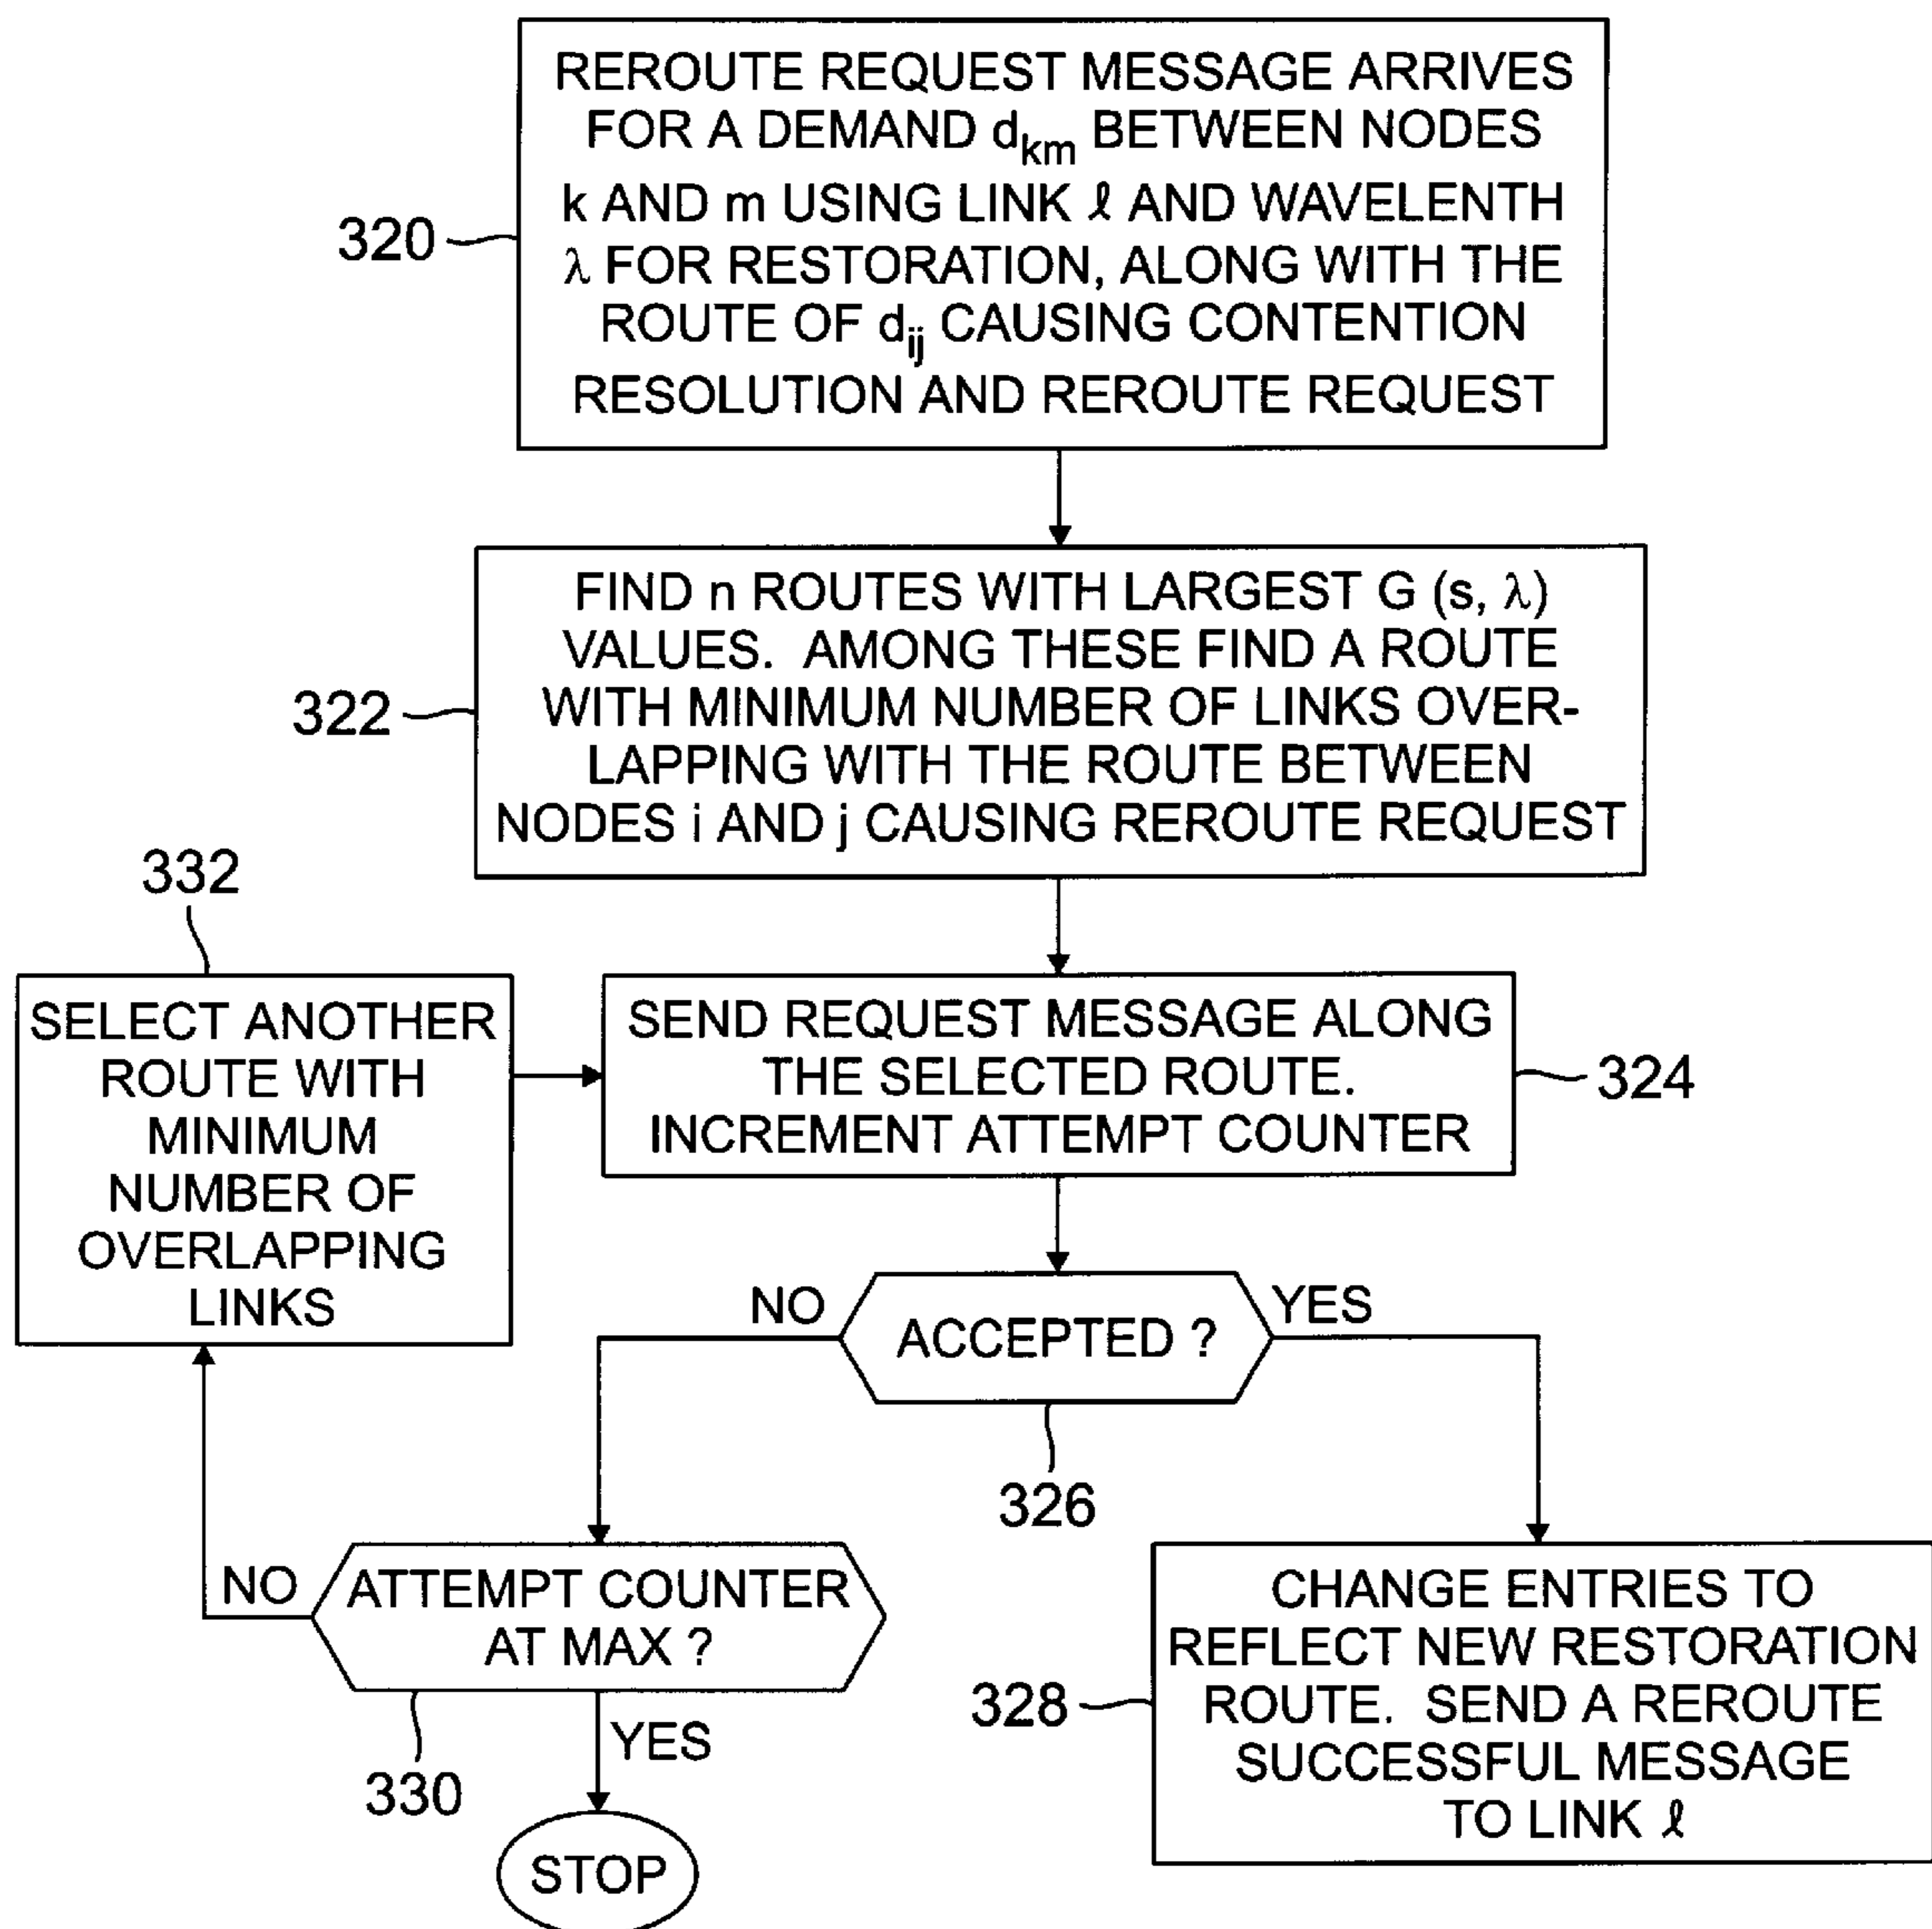 REROUTE REQUEST MESSAGE ARRIVES
FOR A DEMAND dkm BETWEEN NODES
k AND m USING LINK ℓ AND WAVELENTH
λ FOR RESTORATION, ALONG WITH THE
ROUTE OF dij CAUSING CONTENTION
RESOLUTION AND REROUTE REQUEST
320
FIND n ROUTES WITH LARGEST G (s, λ)
VALUES. AMONG THESE FIND A ROUTE
WITH MINIMUM NUMBER OF LINKS OVER-
LAPPING WITH THE ROUTE BETWEEN
NODES i AND j CAUSING REROUTE REQUEST
322
332
SELECT ANOTHER
ROUTE WITH
MINIMUM
NUMBER OF
OVERLAPPING
LINKS
SEND REQUEST MESSAGE ALONG
THE SELECTED ROUTE.
INCREMENT ATTEMPT COUNTER
324
NO
ACCEPTED ?
YES
326
NO
ATTEMPT COUNTER
AT MAX ?
330
YES
STOP
CHANGE ENTRIES TO
REFLECT NEW RESTORATION
ROUTE. SEND A REROUTE
SUCCESSFUL MESSAGE
TO LINK ℓ
328